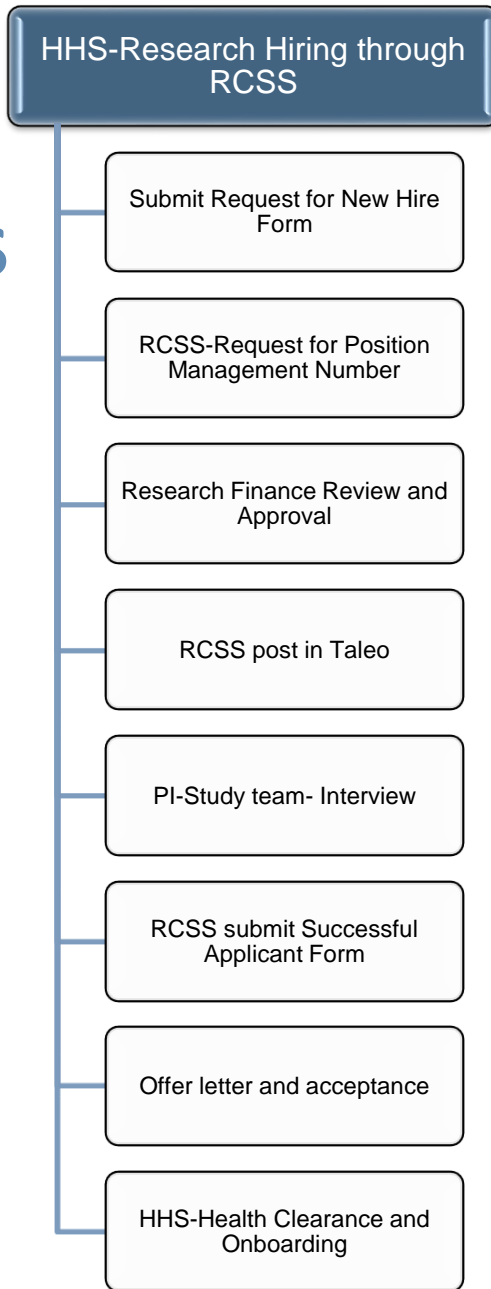 HHS-Research Hiring through
RCSS
Submit Request for New Hire
Form
RCSS-Request for Position
Management Number
Research Finance Review and
Approval
RCSS post in Taleo
PI-Study team- Interview
RCSS submit Successful
Applicant Form
Offer letter and acceptance
HHS-Health Clearance and
Onboarding